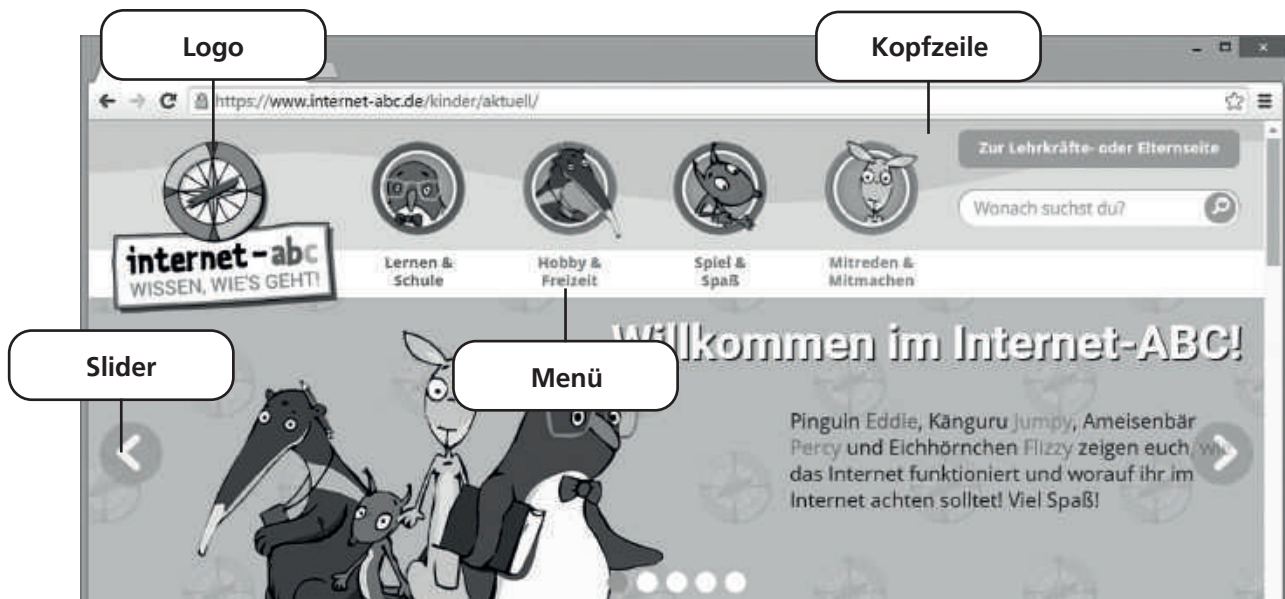 Logo
Kopfzeile
https://www.internet-abc.de/kinder/aktuell/
Zur Lehrkräfte- oder Elternseite
Wonach suchst du?
internet-abc
WISSEN, WIE'S GEHT!
Lernen &
Schule
Hobby &
Freizeit
Spiel &
Spaß
Mitreden &
Mitmachen
Willkommen im Internet-ABC!
Slider
Menü
Pinguin Eddie, Känguru Jumpy, Ameisenbär
Percy und Eichhörnchen Flizzy zeigen euch, wie
das Internet funktioniert und worauf ihr im
Internet achten solltet! Viel Spaß!